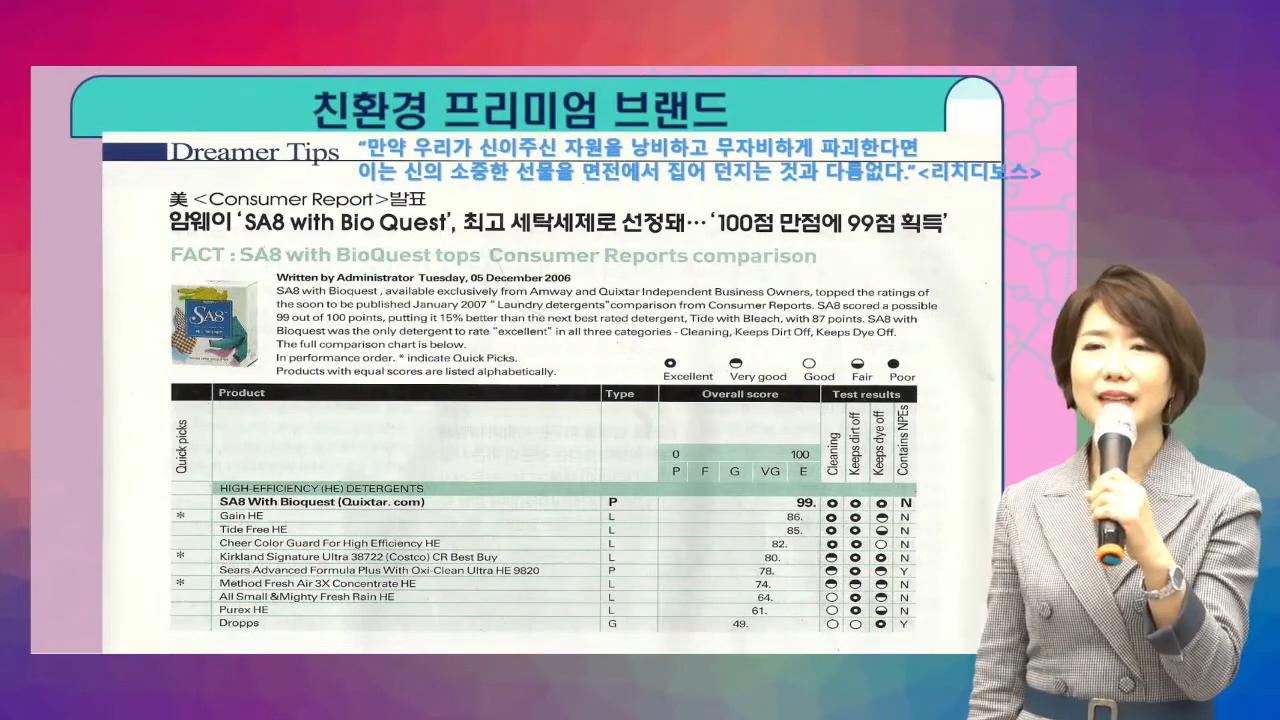 친환경 프리미엄 브랜드
Dreamer Tips
“만약 우리가 신이주신 자원을 낭비하고 무자비하게 파괴한다면
이는 신의 소중한 선물을 면전에서 집어 던지는 것과 다름없다.”<리치디보스>
美 <Consumer Report>발표
암웨이 ‘SA8 with Bio Quest’, 최고 세탁세제로 선정돼… ‘100점 만점에 99점 획득’
FACT : SA8 with BioQuest tops Consumer Reports comparison
Written by Administrator Tuesday, 05 December 2006
SA8 with Bioquest , available exclusively from Amway and Quixtar Independent Business Owners, topped the ratings of
the soon to be published January 2007 " Laundry detergents"comparison from Consumer Reports. SA8 scored a possible
99 out of 100 points, putting it 15% better than the next best rated detergent, Tide with Bleach, with 87 points. SA8 with
Bioquest was the only detergent to rate "excellent" in all three categories - Cleaning, Keeps Dirt Off, Keeps Dye Off.
The full comparison chart is below.
In performance order. * indicate Quick Picks.
Products with equal scores are listed alphabetically.
SA8
Excellent Very good Good Fair Poor
Product Type Overall score Test results
Quick picks Cleaning Keeps dirt off Keeps dye off Contains NPEs
0 100
P F G VG E
HIGH-EFFICIENCY (HE) DETERGENTS
SA8 With Bioquest (Quixtar. com) P 99. N
* Gain HE L 86. N
Tide Free HE L 85. N
Cheer Color Guard For High Efficiency HE L 82. N
* Kirkland Signature Ultra 38722 (Costco) CR Best Buy L 80. N
Sears Advanced Formula Plus With Oxi-Clean Ultra HE 9820 P 78. Y
* Method Fresh Air 3X Concentrate HE L 74. N
All Small &Mighty Fresh Rain HE L 64. N
Purex HE L 61. N
Dropps G 49. Y